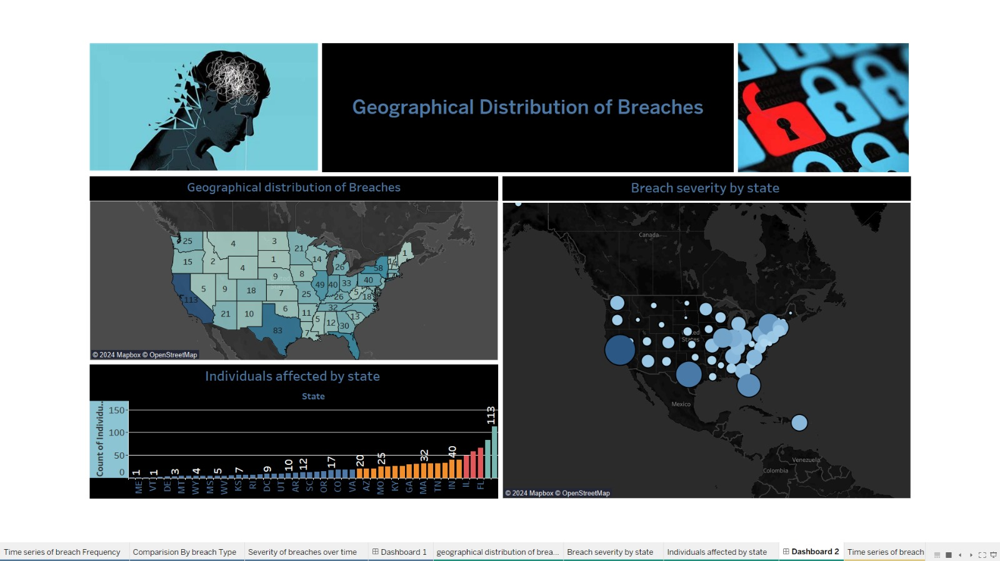 Geographical Distribution of Breaches
Geographical distribution of Breaches
25
4
3
21
14
26
58
1
4
1
15
2
4
1
9
8
49
40
33
40
5
9
18
7
25
26
5
18
113
21
10
6
11
32
13
5
12
30
83
7
© 2024 Mapbox © OpenStreetMap
Breach severity by state
Canada
States
Mexico
Venezuela
Colombia
© 2024 Mapbox © OpenStreetMap
Individuals affected by state
State
Count of Individu..
150
100
50
0
1
1
3
4
5
7
9
10
12
17
20
25
32
40
113
ME
VT
DE
MT
WY
MS
WV
KS
RI
DC
UT
AR
SC
OR
CO
VA
AZ
MO
KY
GA
MA
TN
IN
IL
FL
Time series of breach Frequency
Comparision By breach Type
Severity of breaches over time
Dashboard 1
geographical distribution of brea...
Breach severity by state
Individuals affected by state
Dashboard 2
Time series of breach